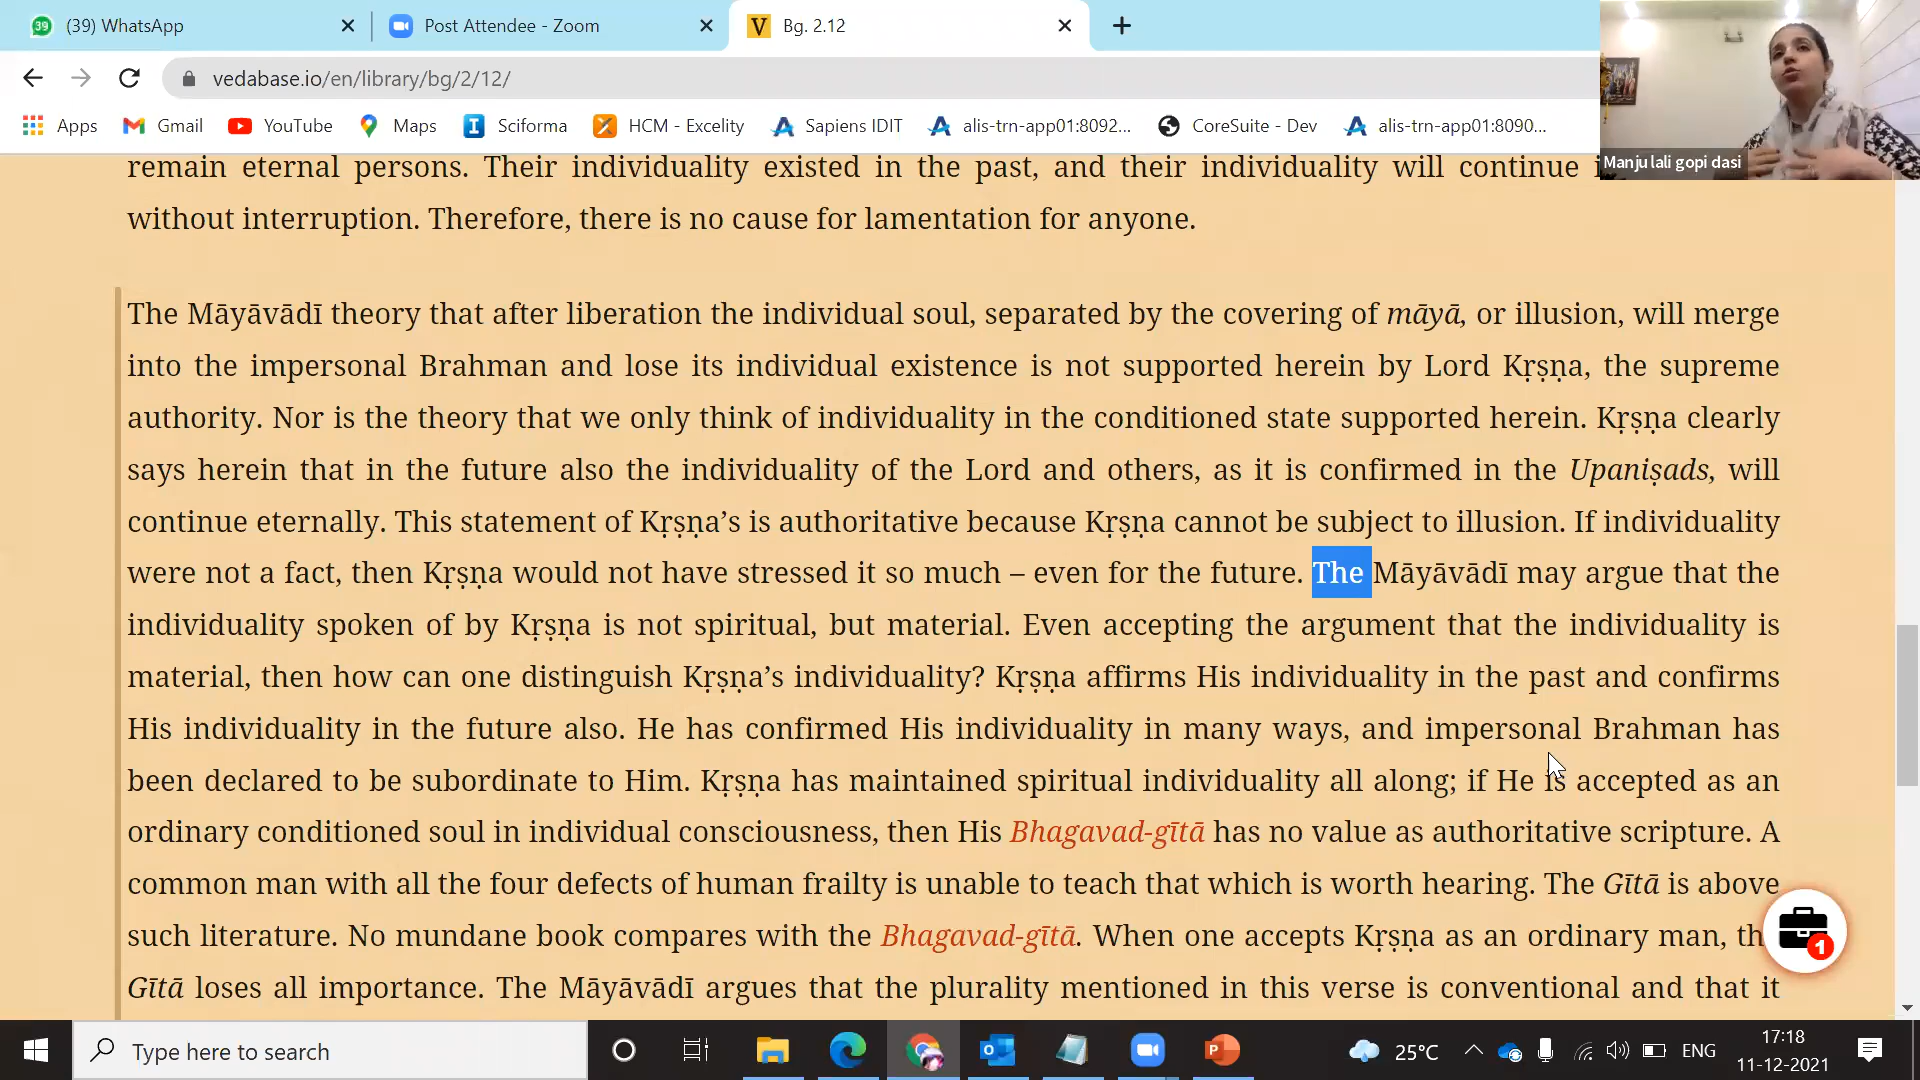 39 (39) WhatsApp
Post Attendee - Zoom
V Bg. 2.12
vedabase.io/en/library/bg/2/12/
Apps Gmail YouTube Maps Sciforma HCM - Excelity Sapiens IDIT alis-trn-app01:8092... CoreSuite - Dev alis-trn-app01:8090...
Manju lali gopi dasi
remain eternal persons. Their individuality existed in the past, and their individuality will continue
without interruption. Therefore, there is no cause for lamentation for anyone.
The Māyāvādī theory that after liberation the individual soul, separated by the covering of māyā, or illusion, will merge
into the impersonal Brahman and lose its individual existence is not supported herein by Lord Kṛṣṇa, the supreme
authority. Nor is the theory that we only think of individuality in the conditioned state supported herein. Kṛṣṇa clearly
says herein that in the future also the individuality of the Lord and others, as it is confirmed in the Upaniṣads, will
continue eternally. This statement of Kṛṣṇa’s is authoritative because Kṛṣṇa cannot be subject to illusion. If individuality
were not a fact, then Kṛṣṇa would not have stressed it so much – even for the future. The Māyāvādī may argue that the
individuality spoken of by Kṛṣṇa is not spiritual, but material. Even accepting the argument that the individuality is
material, then how can one distinguish Kṛṣṇa’s individuality? Kṛṣṇa affirms His individuality in the past and confirms
His individuality in the future also. He has confirmed His individuality in many ways, and impersonal Brahman has
been declared to be subordinate to Him. Kṛṣṇa has maintained spiritual individuality all along; if He is accepted as an
ordinary conditioned soul in individual consciousness, then His Bhagavad-gītā has no value as authoritative scripture. A
common man with all the four defects of human frailty is unable to teach that which is worth hearing. The Gītā is above
such literature. No mundane book compares with the Bhagavad-gītā. When one accepts Kṛṣṇa as an ordinary man, th
Gītā loses all importance. The Māyāvādī argues that the plurality mentioned in this verse is conventional and that it
1
Type here to search
25°C
ENG
17:18
11-12-2021